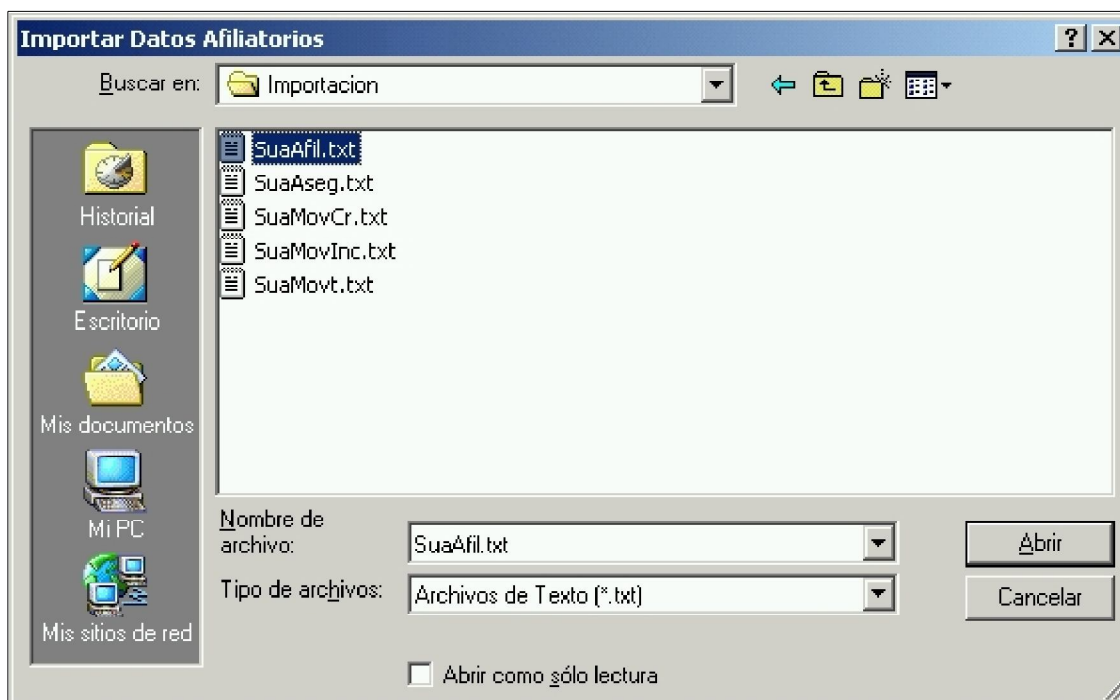 Importar Datos Afiliatorios
Buscar en:
Importacion
SuaAfil.txt
SuaAseg.txt
SuaMovCr.txt
SuaMovInc.txt
SuaMovt.txt
Historial
Escritorio
Mis documentos
Mi PC
Mis sitios de red
Nombre de
archivo:
SuaAfil.txt
Abrir
Tipo de archivos:
Archivos de Texto (*.txt)
Cancelar
Abrir como sólo lectura